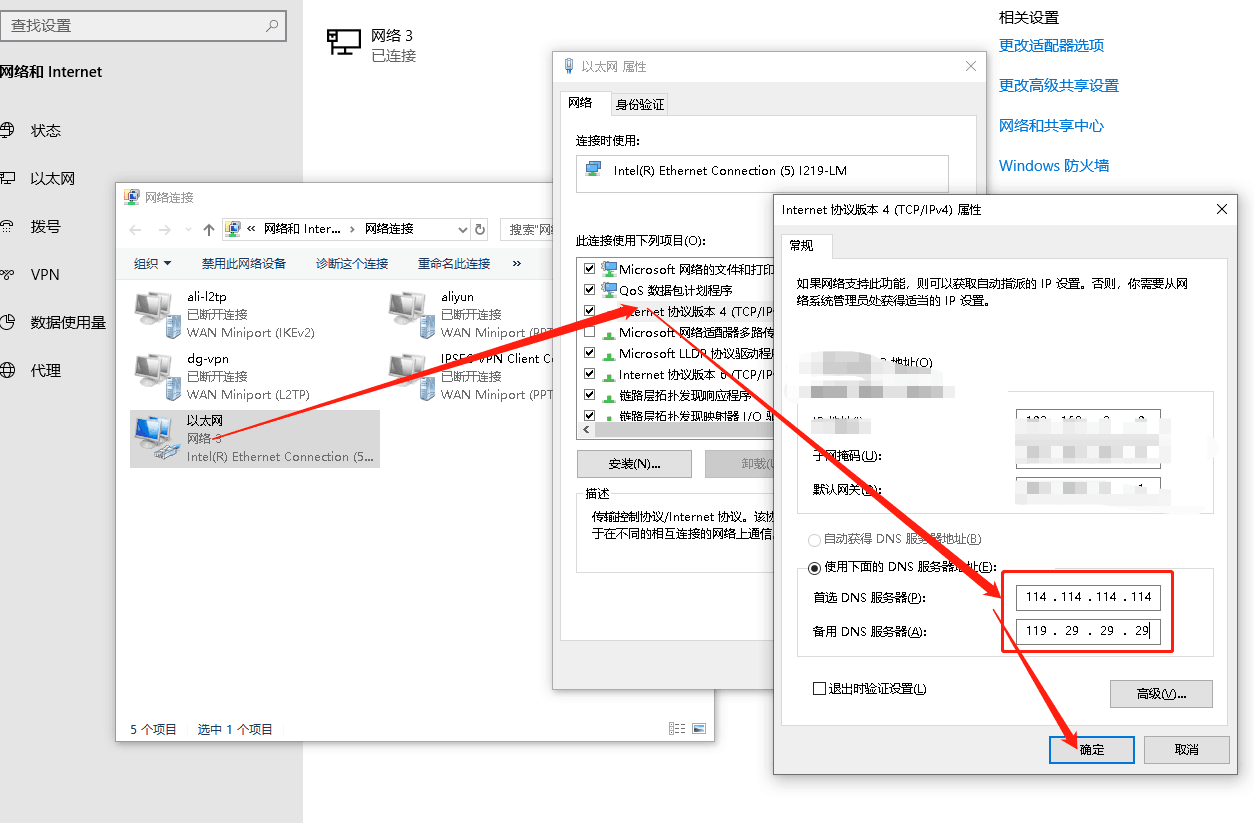 查找设置
网络和 Internet
状态
以太网
拨号
VPN
数据使用量
代理
网络 3
已连接
相关设置
更改适配器选项
更改高级共享设置
网络和共享中心
Windows 防火墙
网络连接
« 网络和 Inter... › 网络连接
搜索"网
组织
禁用此网络设备
诊断这个连接
重命名此连接
»
ali-l2tp
已断开连接
WAN Miniport (IKEv2)
aliyun
已断开连接
WAN Miniport (PPT
dg-vpn
已断开连接
WAN Miniport (L2TP)
IPSEC VPN Client Co
已断开连接
WAN Miniport (PPT
以太网
网络 3
Intel(R) Ethernet Connection (5...
5 个项目
选中 1 个项目
以太网 属性
网络
身份验证
连接时使用:
Intel(R) Ethernet Connection (5) I219-LM
此连接使用下列项目(O):
Microsoft 网络的文件和打印
QoS 数据包计划程序
Internet 协议版本 4 (TCP/IP
Microsoft 网络适配器多路传
Microsoft LLDP 协议驱动程
Internet 协议版本 6 (TCP/IP
链路层拓扑发现响应程序
链路层拓扑发现映射器 I/O 驱
安装(N)...
卸载(U
描述
传输控制协议/Internet 协议。该协
于在不同的相互连接的网络上通信
Internet 协议版本 4 (TCP/IPv4) 属性
常规
如果网络支持此功能，则可以获取自动指派的 IP 设置。否则，你需要从网
络系统管理员处获得适当的 IP 设置。
地址(O)
子网掩码(U):
默认网关(D):
自动获得 DNS 服务器地址(B)
使用下面的 DNS 服务器地址(E):
首选 DNS 服务器(P):
114 . 114 . 114 . 114
备用 DNS 服务器(A):
119 . 29 . 29 . 29
退出时验证设置(L)
高级(V)...
确定
取消